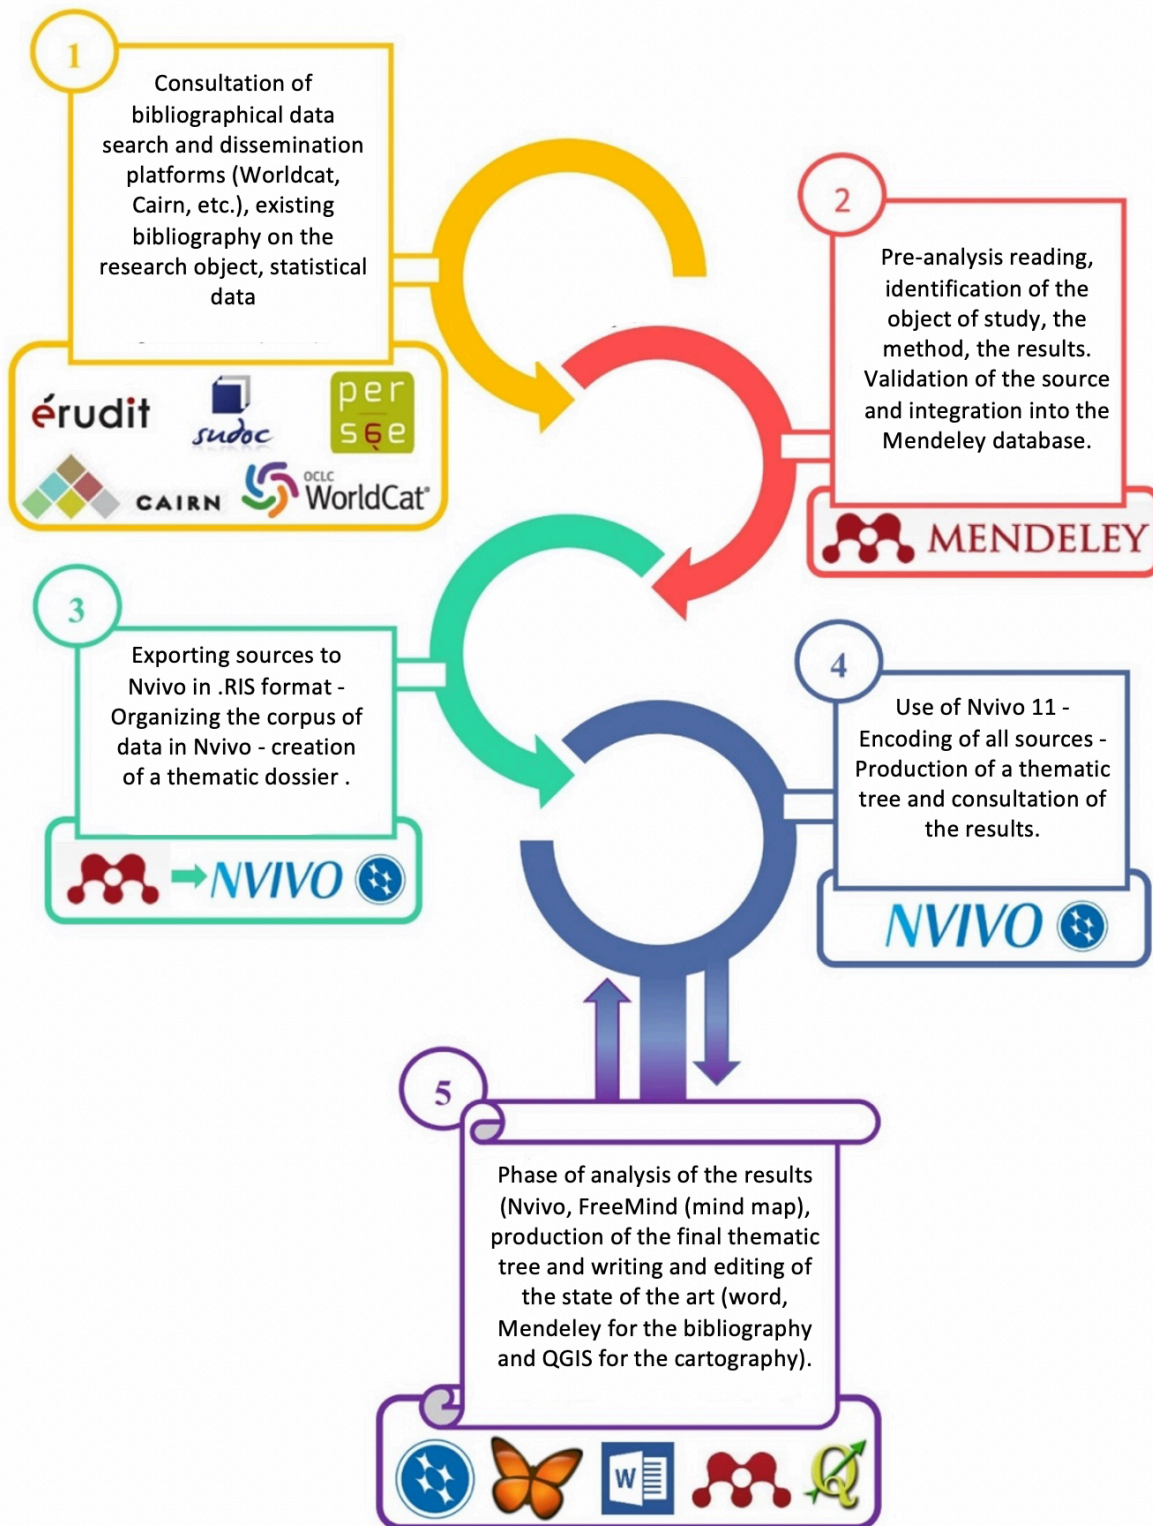 1
Consultation of
bibliographical data
search and dissemination
platforms (Worldcat,
Cairn, etc.), existing
bibliography on the
research object, statistical
data
érudit
sudoc
per
sée
CAIRN
OCLC
WorldCat®
2
Pre-analysis reading,
identification of the
object of study, the
method, the results.
Validation of the source
and integration into the
Mendeley database.
MENDELEY
3
Exporting sources to
Nvivo in .RIS format -
Organizing the corpus of
data in Nvivo - creation
of a thematic dossier .
NVIVO
4
Use of Nvivo 11 -
Encoding of all sources -
Production of a thematic
tree and consultation of
the results.
NVIVO
5
Phase of analysis of the results
(Nvivo, FreeMind (mind map),
production of the final thematic
tree and writing and editing of
the state of the art (word,
Mendeley for the bibliography
and QGIS for the cartography).
W
Q